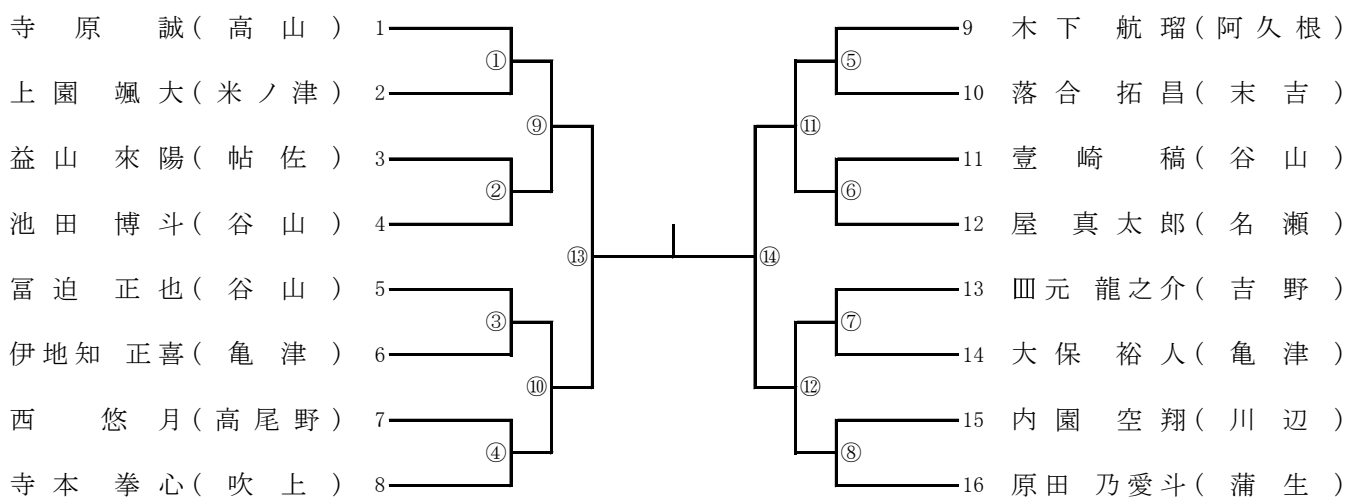 寺原 誠(高山) 1
①
上園 颯大(米ノ津) 2
⑨
益山 來陽(帖佐) 3
②
池田 博斗(谷山) 4
⑬
冨迫 正也(谷山) 5
③
伊地知 正喜(亀津) 6
⑩
西 悠月(高尾野) 7
④
寺本 拳心(吹上) 8
9 木下 航瑠(阿久根)
⑤
10 落合 拓昌(末吉)
⑪
11 壹崎 稿(谷山)
⑥
12 屋 真太郎(名瀬)
⑭
13 皿元 龍之介(吉野)
⑦
14 大保 裕人(亀津)
⑫
15 内園 空翔(川辺)
⑧
16 原田 乃愛斗(蒲生)